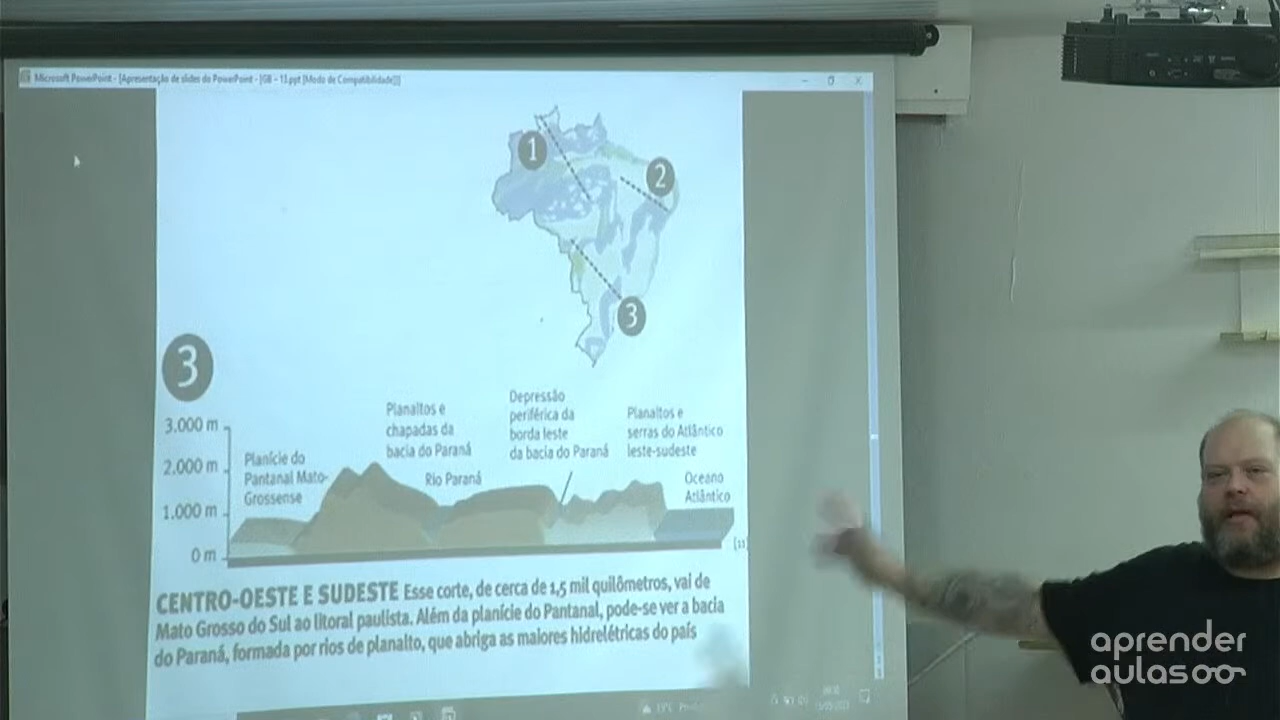 Microsoft PowerPoint - [Apresentação de slides do PowerPoint - [GB - 13.ppt [Modo de Compatibilidade]]
1
2
3
3
3.000 m
2.000 m
1.000 m
0 m
Planície do
Pantanal Mato-
Grossense
Planaltos e
chapadas da
bacia do Paraná
Rio Paraná
Depressão
periférica da
borda leste
da bacia do Paraná
Planaltos e
serras do Atlântico
leste-sudeste
Oceano
Atlântico
CENTRO-OESTE E SUDESTE Esse corte, de cerca de 1,5 mil quilômetros, vai de
Mato Grosso do Sul ao litoral paulista. Além da planície do Pantanal, pode-se ver a bacia
do Paraná, formada por rios de planalto, que abriga as maiores hidrelétricas do país
19°C
aprender
aulas